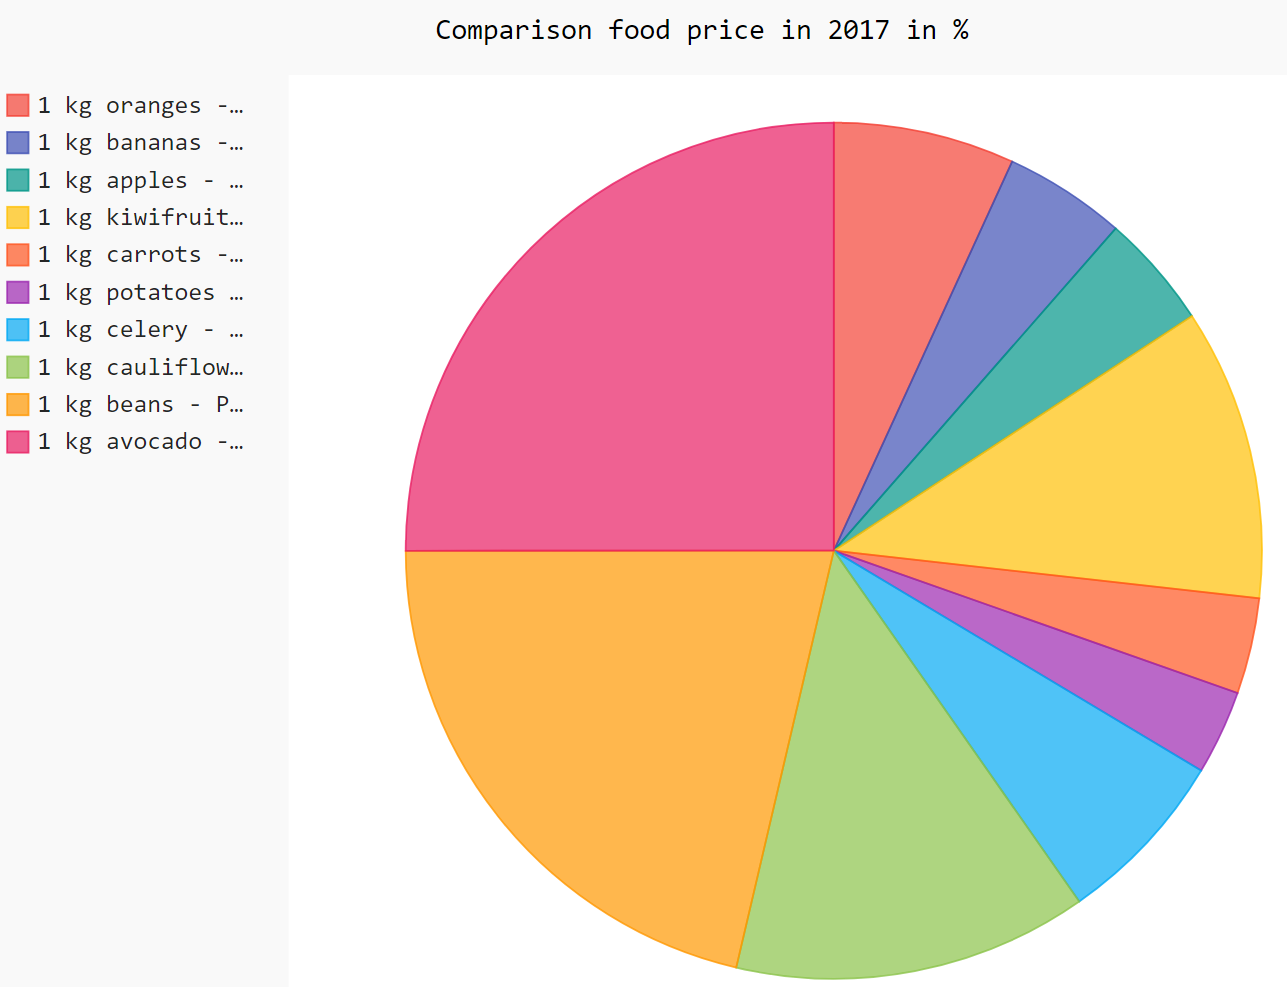 Comparison food price in 2017 in %
1 kg oranges -…
1 kg bananas -…
1 kg apples - …
1 kg kiwifruit…
1 kg carrots -…
1 kg potatoes …
1 kg celery - …
1 kg cauliflow…
1 kg beans - P…
1 kg avocado -…